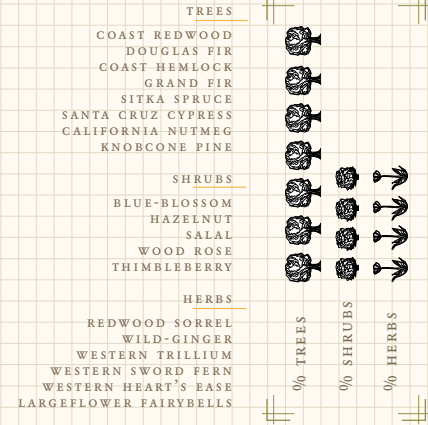 TREES
COAST REDWOOD
DOUGLAS FIR
COAST HEMLOCK
GRAND FIR
SITKA SPRUCE
SANTA CRUZ CYPRESS
CALIFORNIA NUTMEG
KNOBCONE PINE
SHRUBS
BLUE-BLOSSOM
HAZELNUT
SALAL
WOOD ROSE
THIMBLEBERRY
HERBS
REDWOOD SORREL
WILD-GINGER
WESTERN TRILLIUM
WESTERN SWORD FERN
WESTERN HEART'S EASE
LARGEFLOWER FAIRYBELLS
% TREES
% SHRUBS
% HERBS